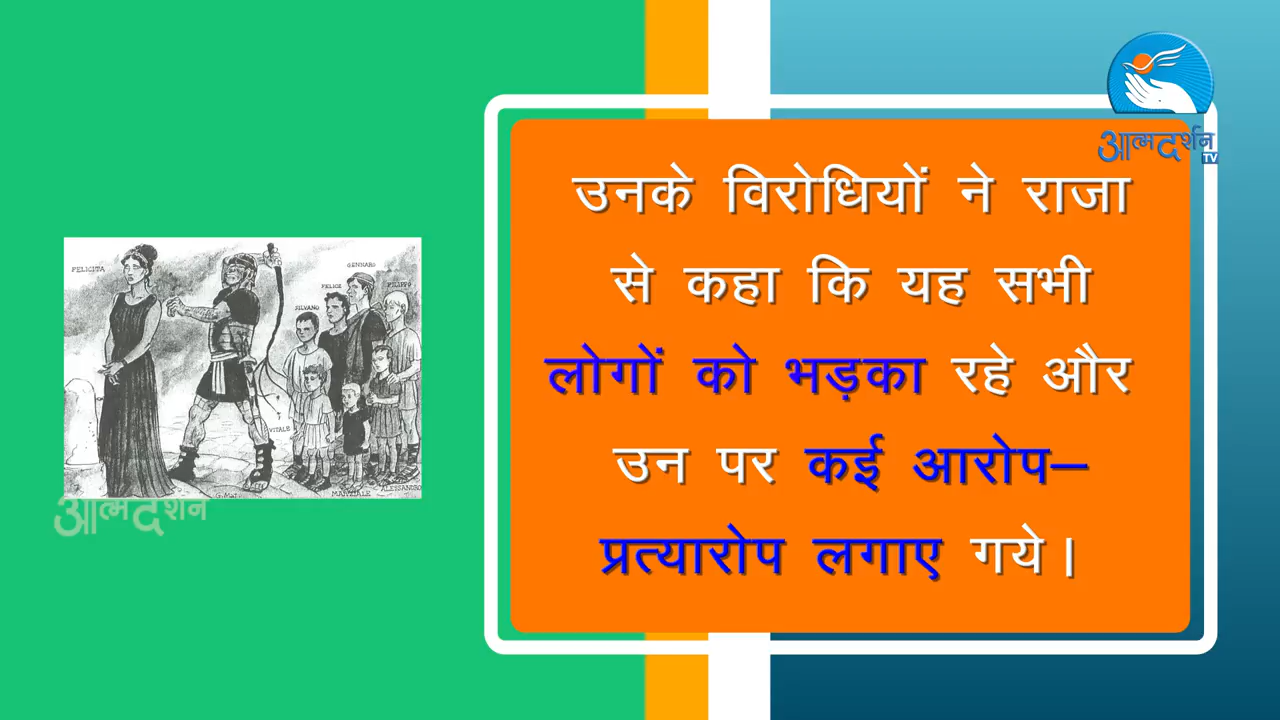 आत्मदर्शन
TV
उनके विरोधियों ने राजा
से कहा कि यह सभी
लोगों को भड़का रहे और
उन पर कई आरोप–
प्रत्यारोप लगाए गये।
FELICITA
GENNARO
FELICE
FILIPPO
SILVANO
VITALE
MARZIALE
ALESSANDRO
आत्मदर्शन